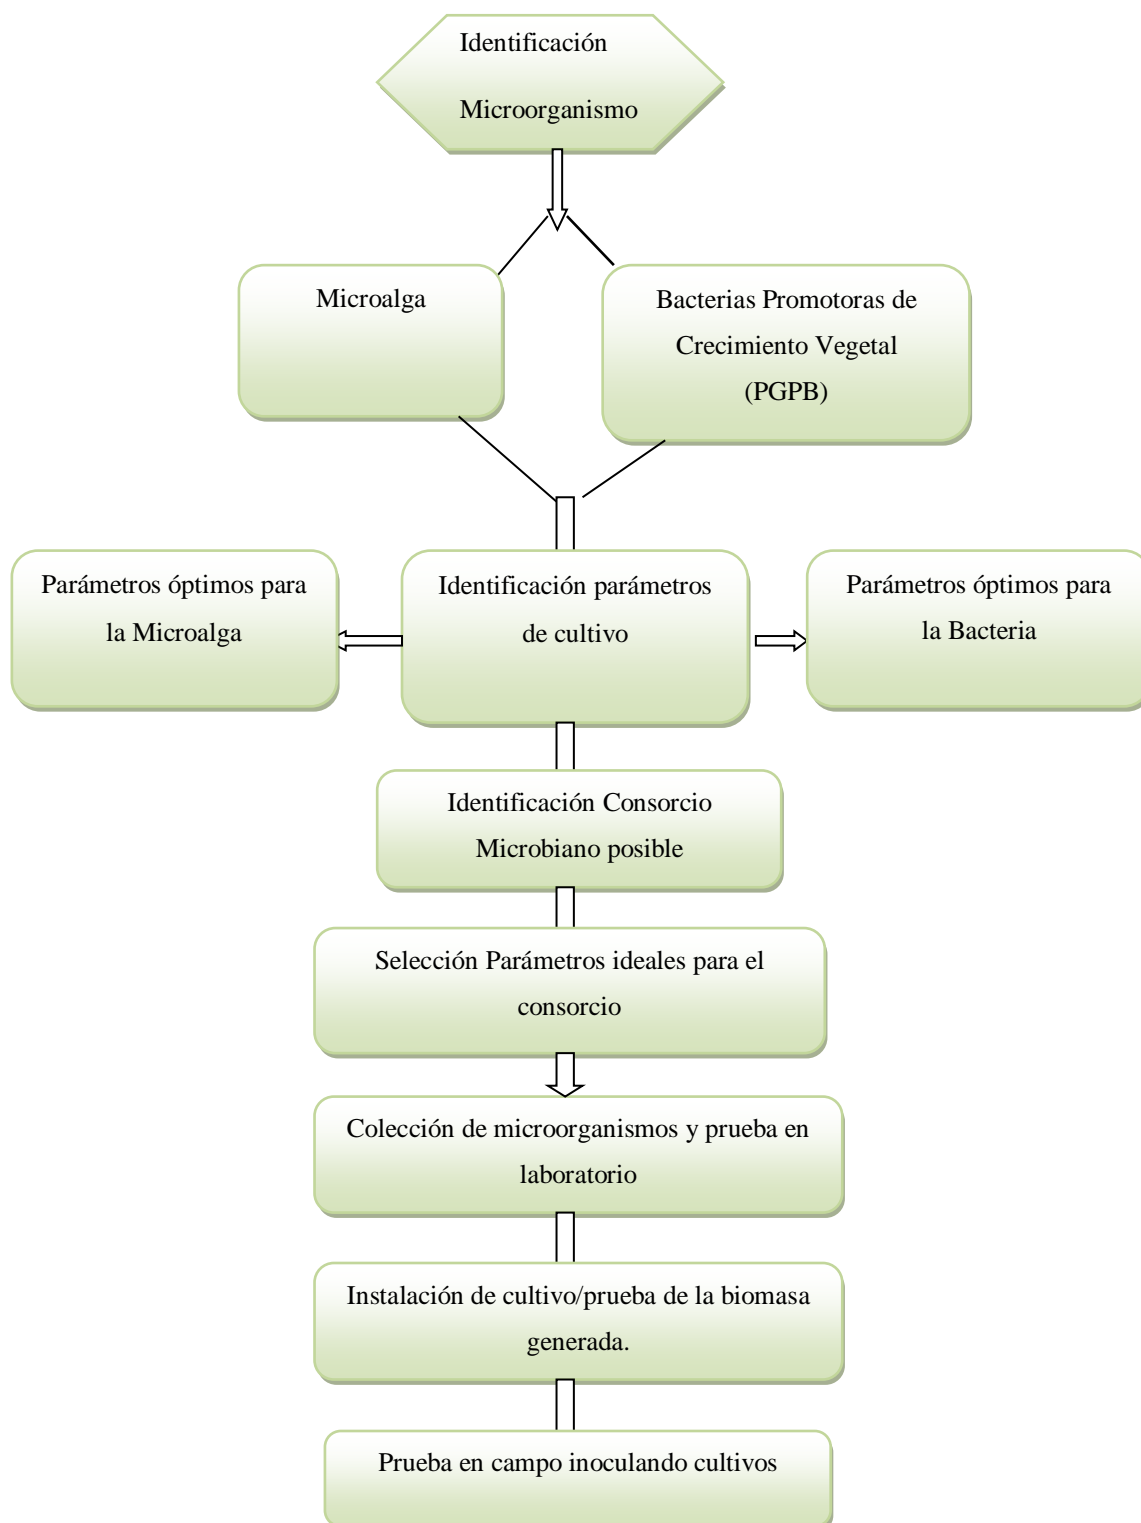 Identificación
Microorganismo
Microalga
Bacterias Promotoras de
Crecimiento Vegetal
(PGPB)
Parámetros óptimos para
la Microalga
Identificación parámetros
de cultivo
Parámetros óptimos para
la Bacteria
Identificación Consorcio
Microbiano posible
Selección Parámetros ideales para el
consorcio
Colección de microorganismos y prueba en
laboratorio
Instalación de cultivo/prueba de la biomasa
generada.
Prueba en campo inoculando cultivos